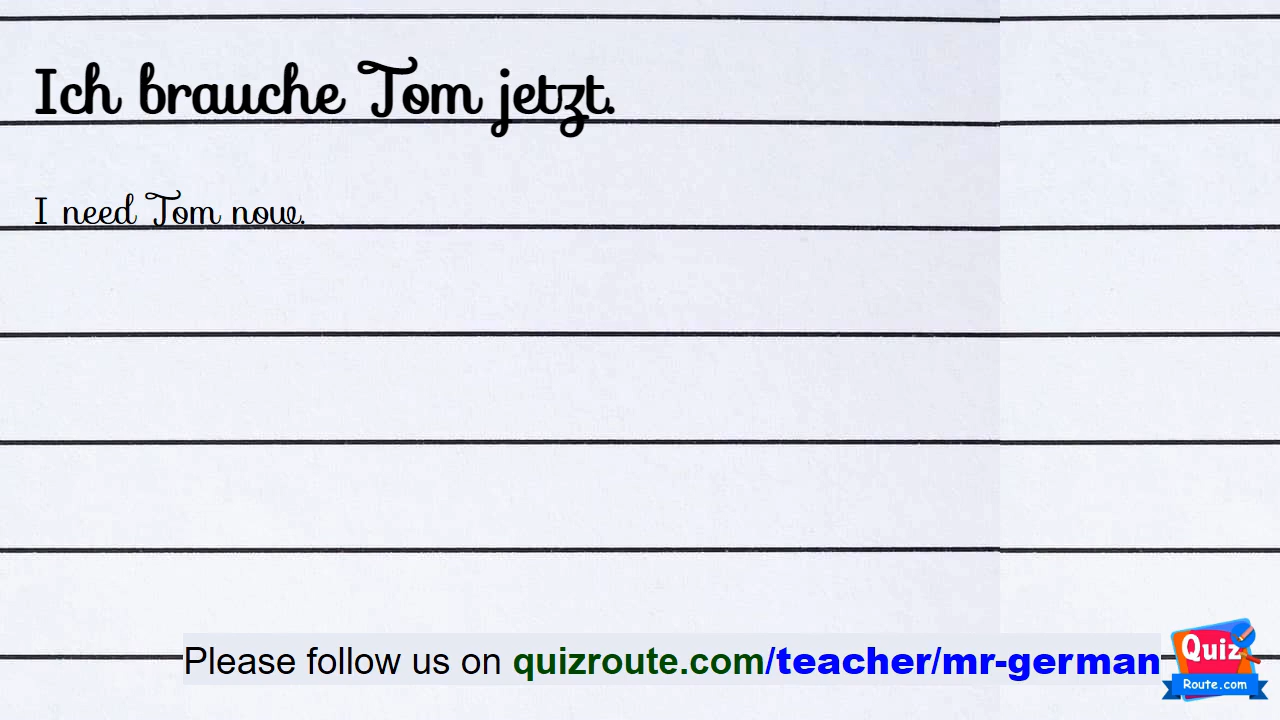 Ich brauche Tom jetzt.
I need Tom now.
Please follow us on quizroute.com/teacher/mr-german
Quiz
Route.com